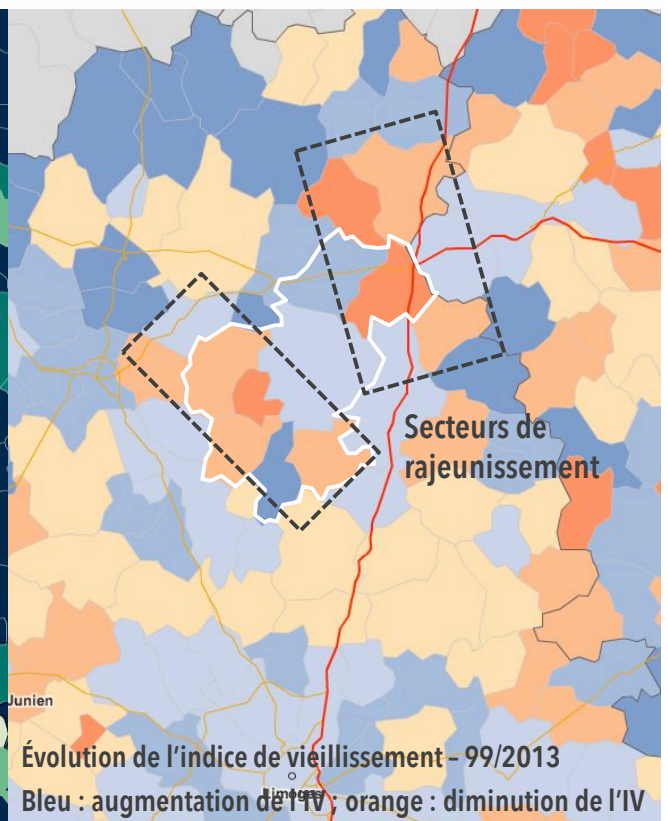 Secteurs de
rajeunissement
Junien
Évolution de l'indice de vieillissement – 99/2013
Limoges
Bleu : augmentation de l'IV ; orange : diminution de l'IV